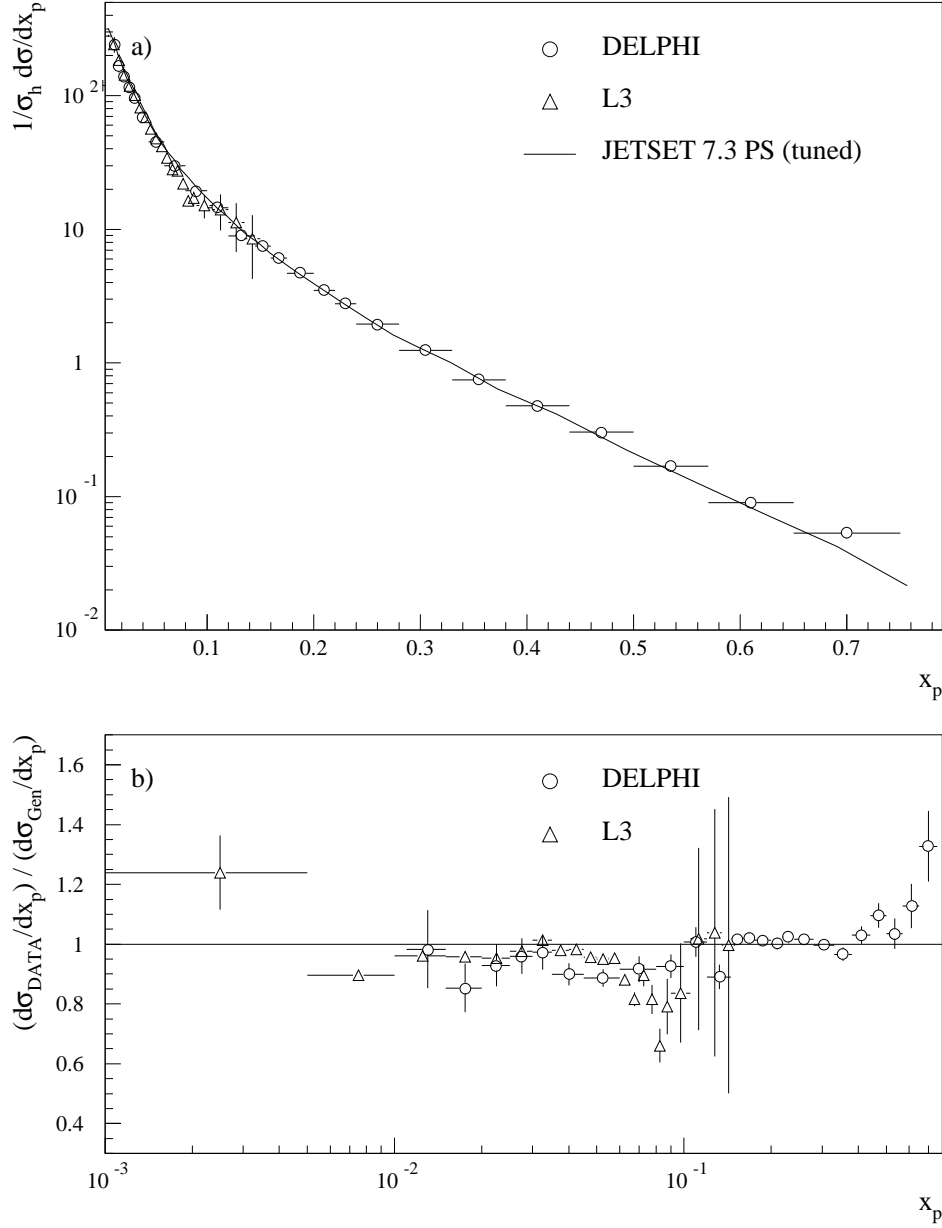 1/σ_h dσ/dx_p
a)
DELPHI
L3
JETSET 7.3 PS (tuned)
10^2
10
1
10^-1
10^-2
0.1 0.2 0.3 0.4 0.5 0.6 0.7
x_p
(dσ_DATA/dx_p) / (dσ_Gen/dx_p)
b)
DELPHI
L3
1.6
1.4
1.2
1
0.8
0.6
0.4
10^-3 10^-2 10^-1
x_p